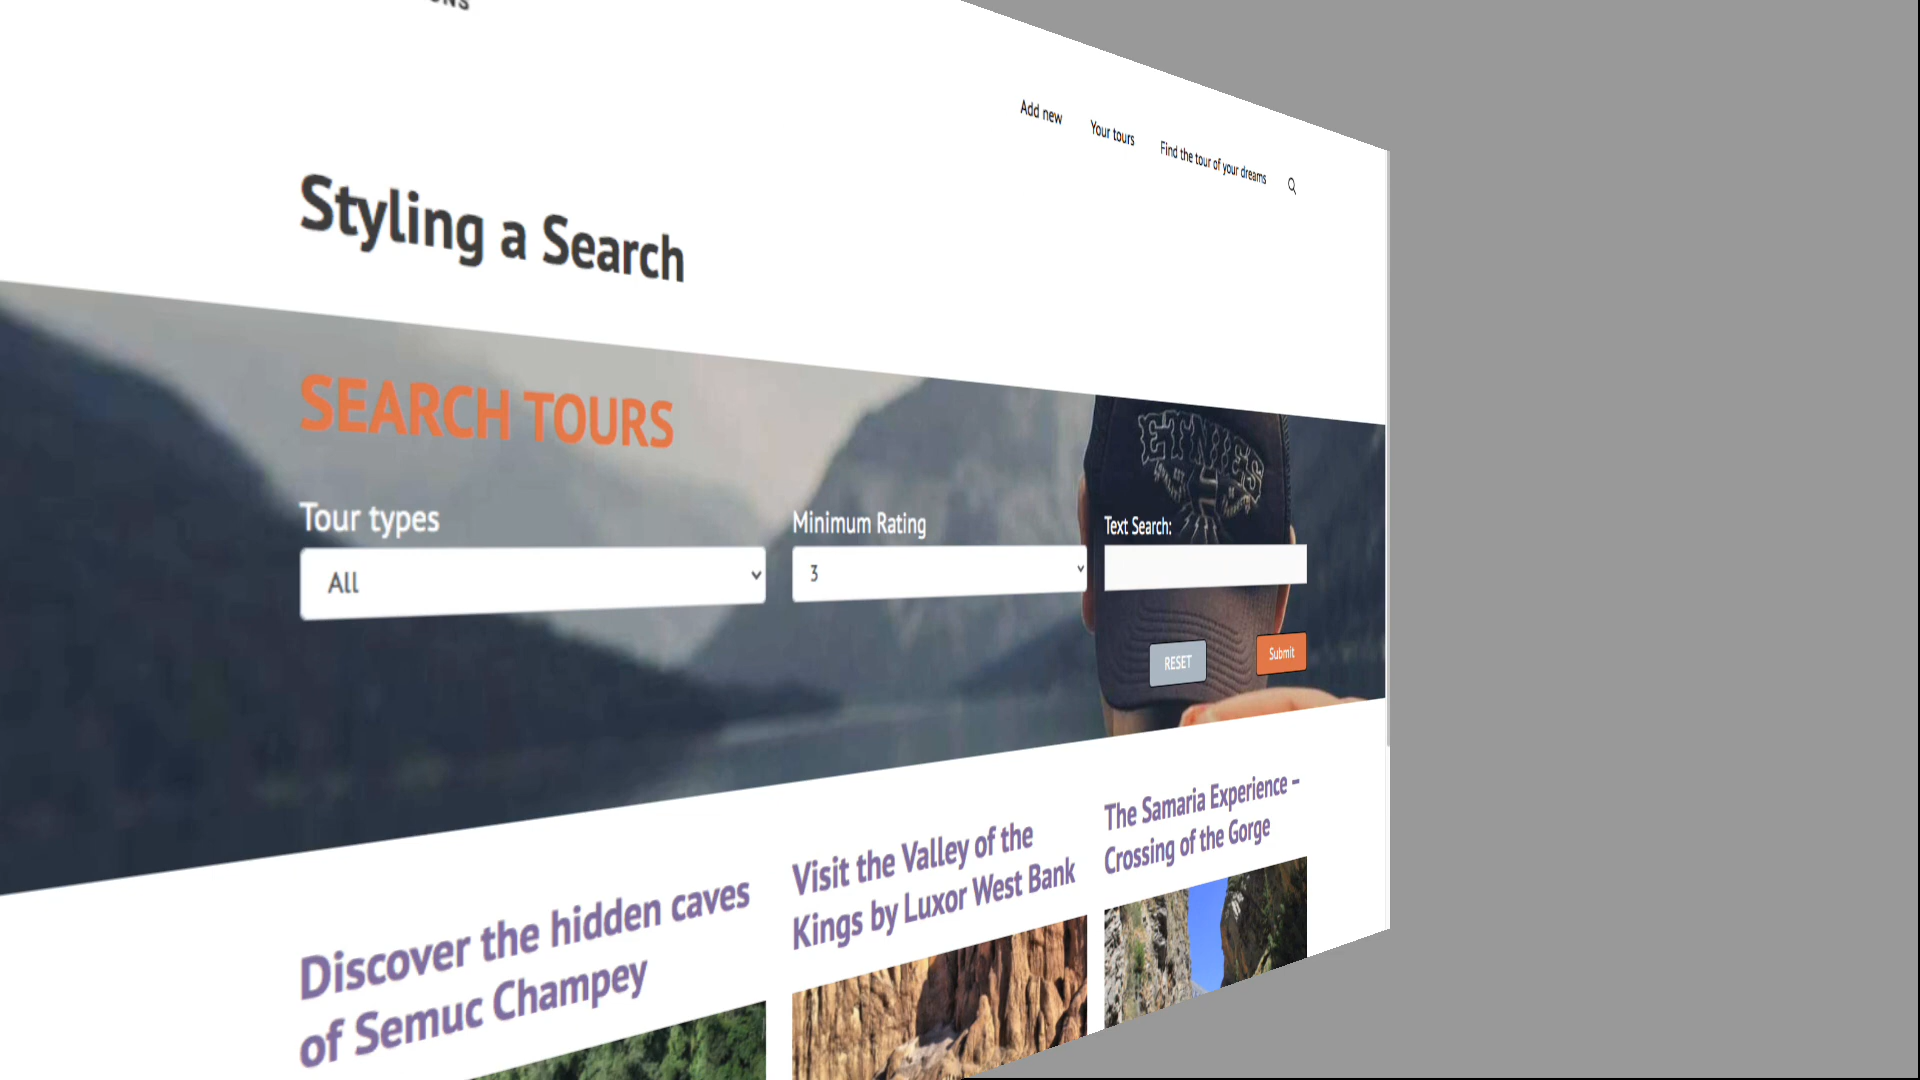 Add new
Your tours
Find the tour of your dreams
Styling a Search
SEARCH TOURS
Tour types
Minimum Rating
Text Search:
All
3
RESET
Submit
ETNIES
Discover the hidden caves
of Semuc Champey
Visit the Valley of the
Kings by Luxor West Bank
The Samaria Experience –
Crossing of the Gorge